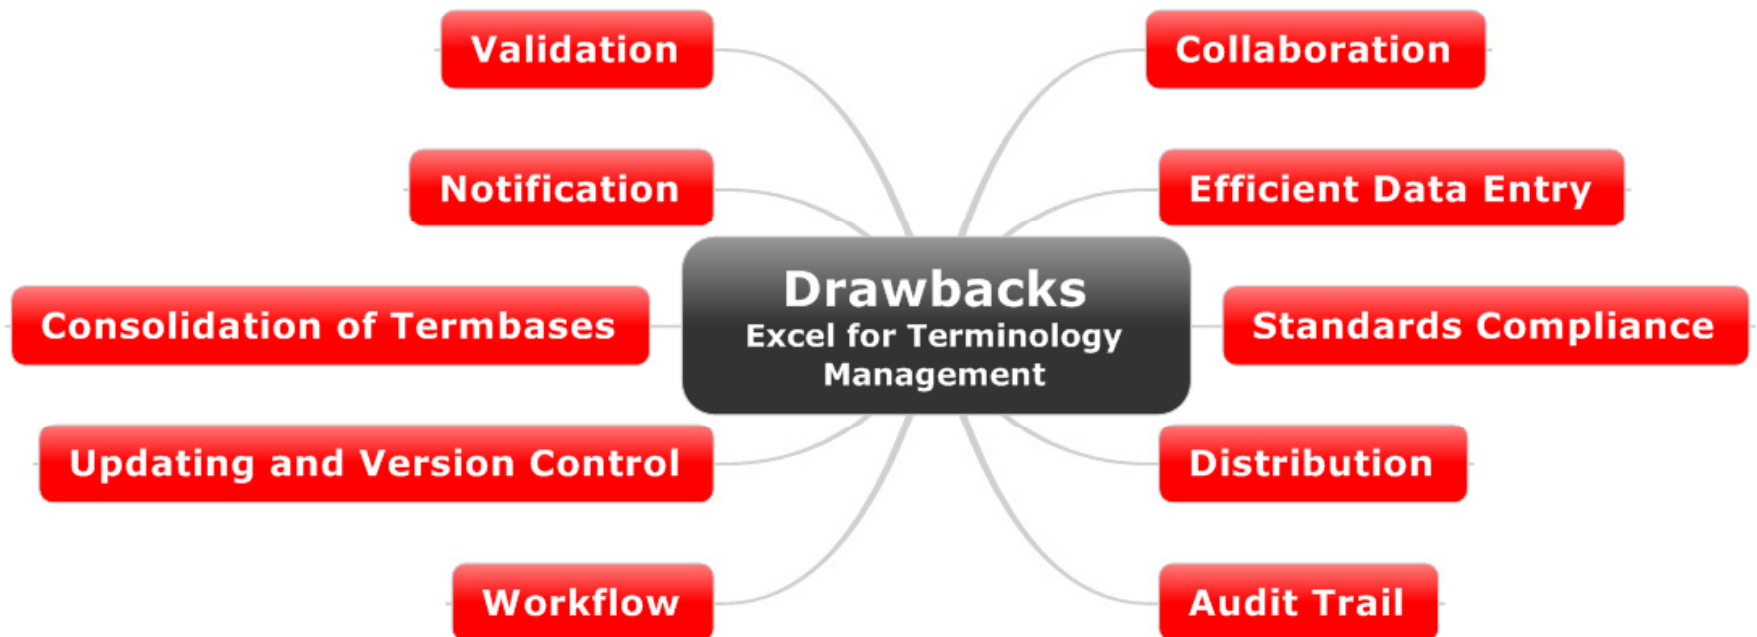 Validation
Notification
Consolidation of Termbases
Updating and Version Control
Workflow
Drawbacks
Excel for Terminology
Management
Collaboration
Efficient Data Entry
Standards Compliance
Distribution
Audit Trail